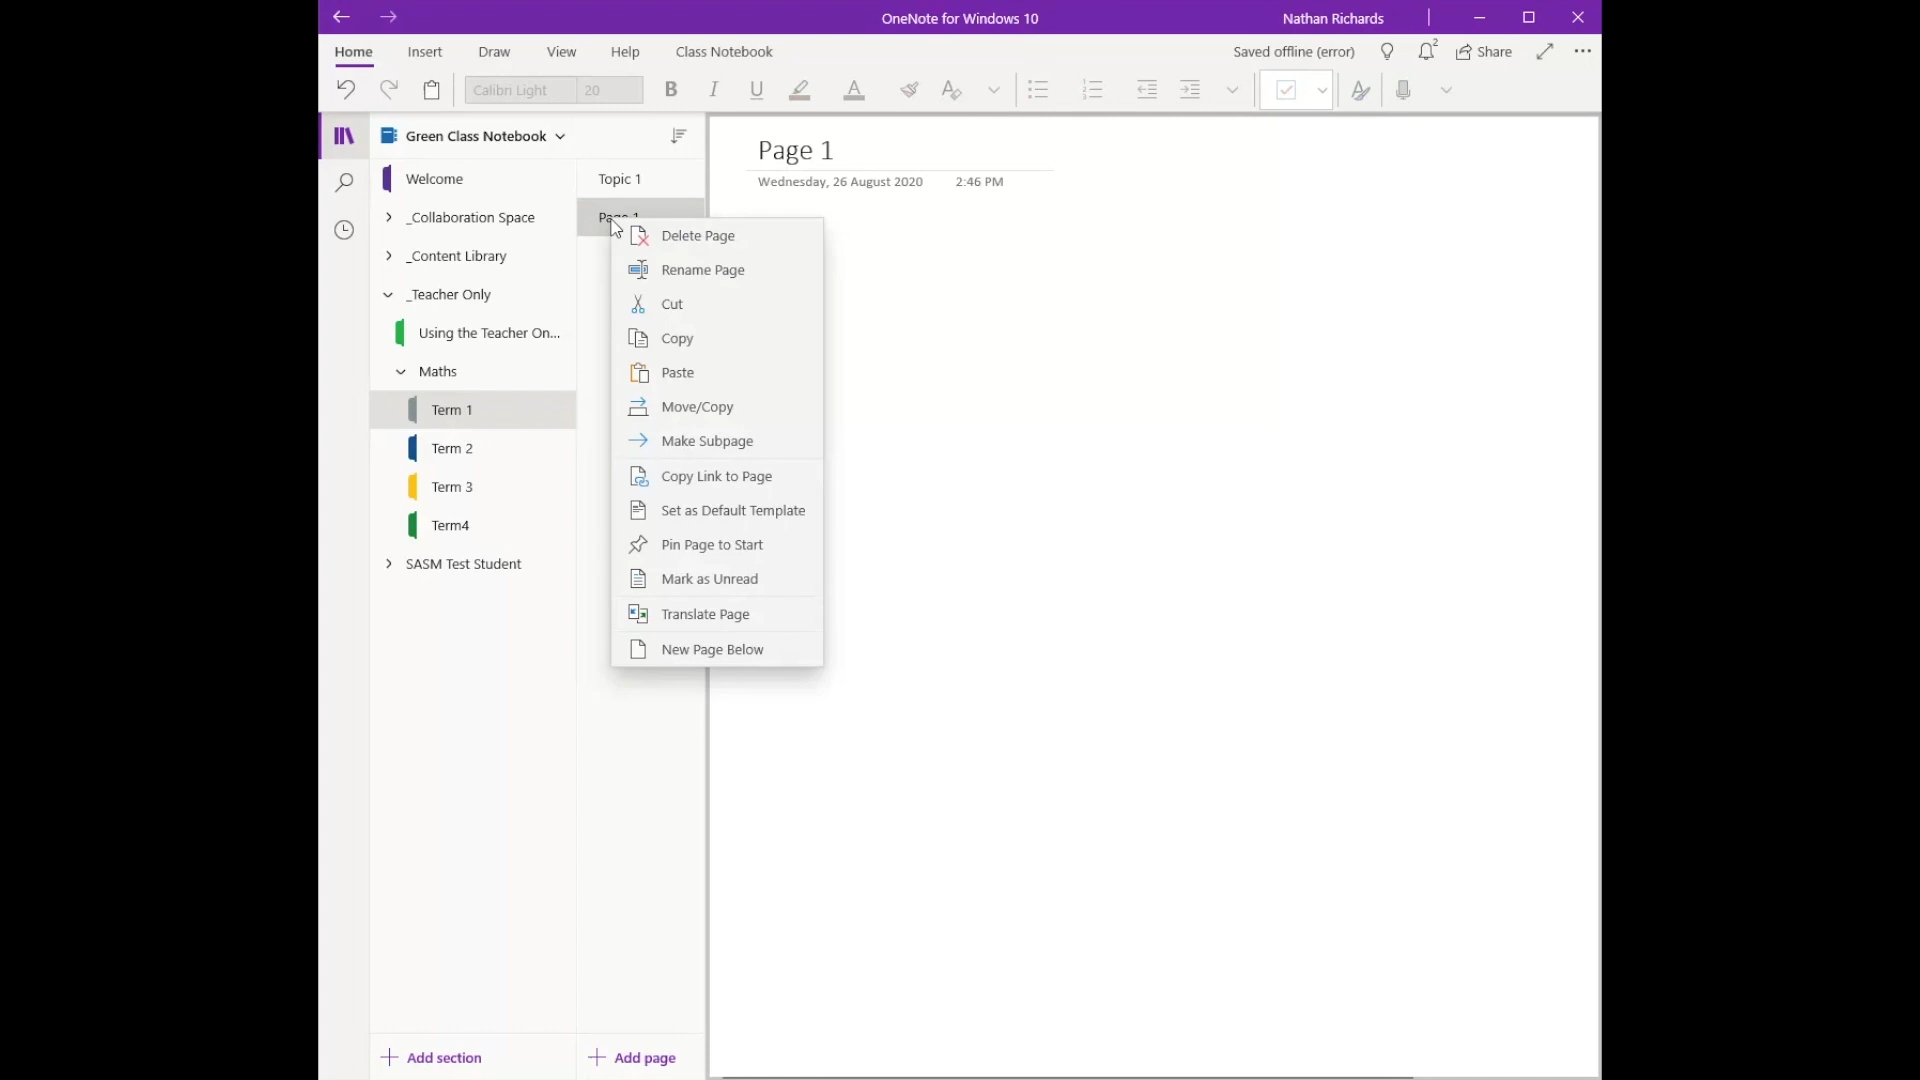 OneNote for Windows 10
Nathan Richards
Home Insert Draw View Help Class Notebook
Saved offline (error)
2
Share
Calibri Light 20
B I U A A
Green Class Notebook
Welcome
_Collaboration Space
_Content Library
_Teacher Only
Using the Teacher On...
Maths
Term 1
Term 2
Term 3
Term4
SASM Test Student
Add section
Topic 1
Page 1
Add page
Delete Page
Rename Page
Cut
Copy
Paste
Move/Copy
Make Subpage
Copy Link to Page
Set as Default Template
Pin Page to Start
Mark as Unread
Translate Page
New Page Below
Page 1
Wednesday, 26 August 2020 2:46 PM